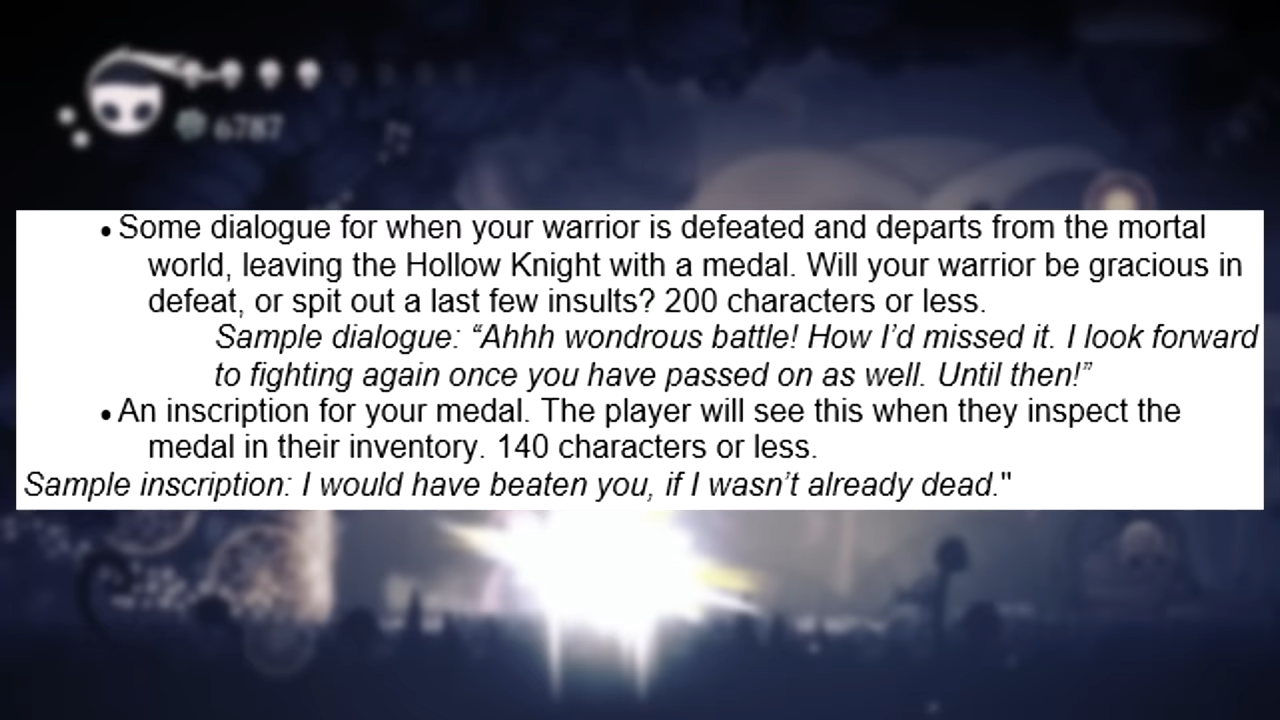 6787
• Some dialogue for when your warrior is defeated and departs from the mortal
world, leaving the Hollow Knight with a medal. Will your warrior be gracious in
defeat, or spit out a last few insults? 200 characters or less.
Sample dialogue: “Ahhh wondrous battle! How I’d missed it. I look forward
to fighting again once you have passed on as well. Until then!”
• An inscription for your medal. The player will see this when they inspect the
medal in their inventory. 140 characters or less.
Sample inscription: I would have beaten you, if I wasn’t already dead."